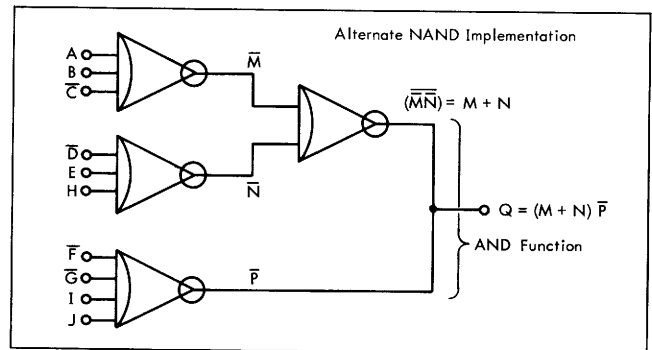 Alternate NAND Implementation
A
B
C̅
M̅
(M̅N̅)̅ = M + N
D̅
E
H
N̅
Q = (M + N) P̅
AND Function
F̅
G̅
I
J
P̅